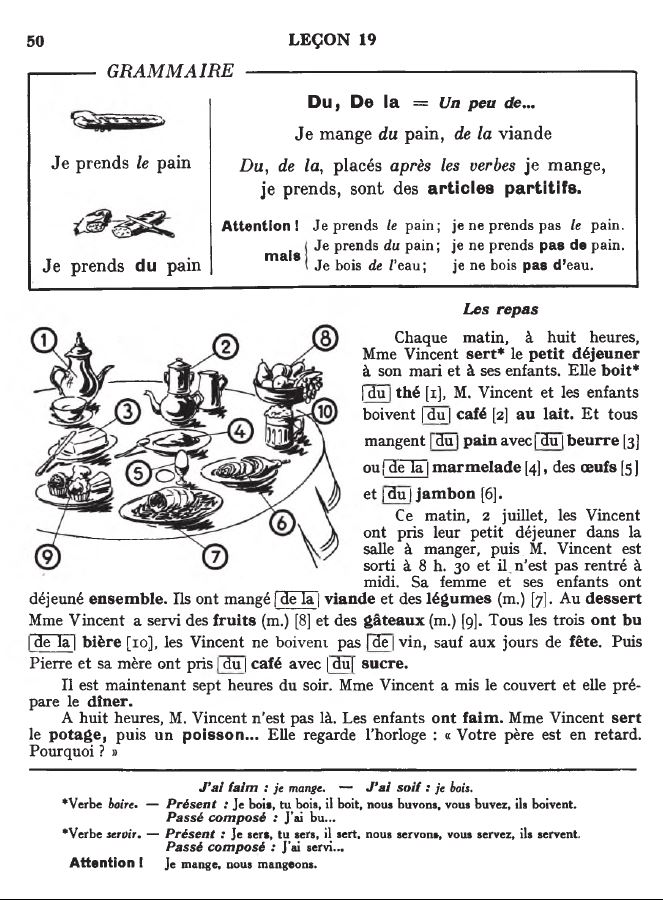 50
LEÇON 19
GRAMMAIRE
Je prends le pain
Je prends du pain
Du, De la = Un peu de...
Je mange du pain, de la viande
Du, de la, placés après les verbes je mange,
je prends, sont des articles partitifs.
Attention ! Je prends le pain; je ne prends pas le pain.
mais { Je prends du pain; je ne prends pas de pain.
Je bois de l'eau; je ne bois pas d'eau.
1
2
3
4
5
6
7
8
9
10
Les repas
Chaque matin, à huit heures,
Mme Vincent sert* le petit déjeuner
à son mari et à ses enfants. Elle boit*
du thé [1], M. Vincent et les enfants
boivent du café [2] au lait. Et tous
mangent du pain avec du beurre [3]
ou de la marmelade [4], des œufs [5]
et du jambon [6].
Ce matin, 2 juillet, les Vincent
ont pris leur petit déjeuner dans la
salle à manger, puis M. Vincent est
sorti à 8 h. 30 et il n'est pas rentré à
midi. Sa femme et ses enfants ont
déjeuné ensemble. Ils ont mangé de la viande et des légumes (m.) [7]. Au dessert
Mme Vincent a servi des fruits (m.) [8] et des gâteaux (m.) [9]. Tous les trois ont bu
de la bière [10], les Vincent ne boivent pas de vin, sauf aux jours de fête. Puis
Pierre et sa mère ont pris du café avec du sucre.
Il est maintenant sept heures du soir. Mme Vincent a mis le couvert et elle pré-
pare le dîner.
A huit heures, M. Vincent n'est pas là. Les enfants ont faim. Mme Vincent sert
le potage, puis un poisson... Elle regarde l'horloge : « Votre père est en retard.
Pourquoi ? »
J'ai faim : je mange. — J'ai soif : je bois.
*Verbe boire. — Présent : Je bois, tu bois, il boit, nous buvons, vous buvez, ils boivent.
Passé composé : J'ai bu...
*Verbe servir. — Présent : Je sers, tu sers, il sert, nous servons, vous servez, ils servent.
Passé composé : J'ai servi...
Attention ! Je mange, nous mangeons.